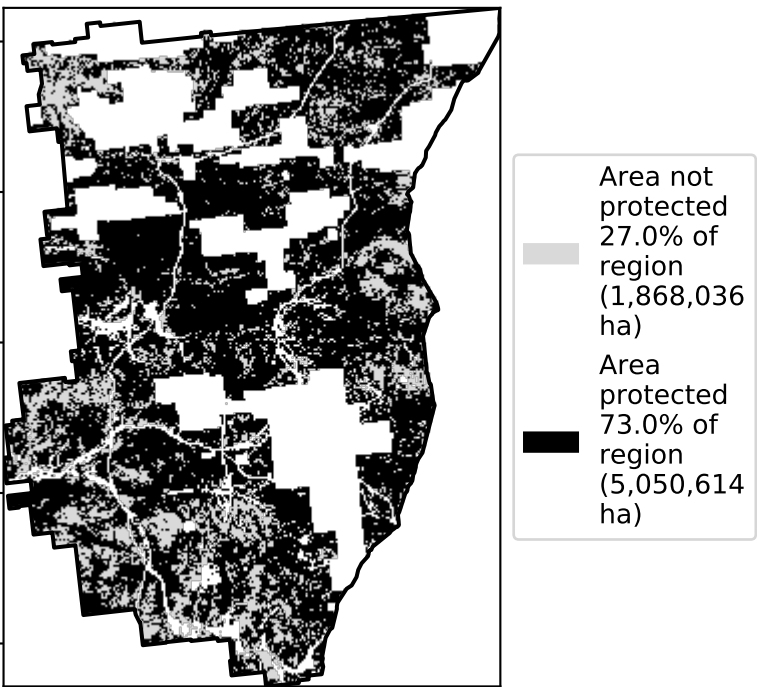 Area not
protected
27.0% of
region
(1,868,036
ha)
Area
protected
73.0% of
region
(5,050,614
ha)